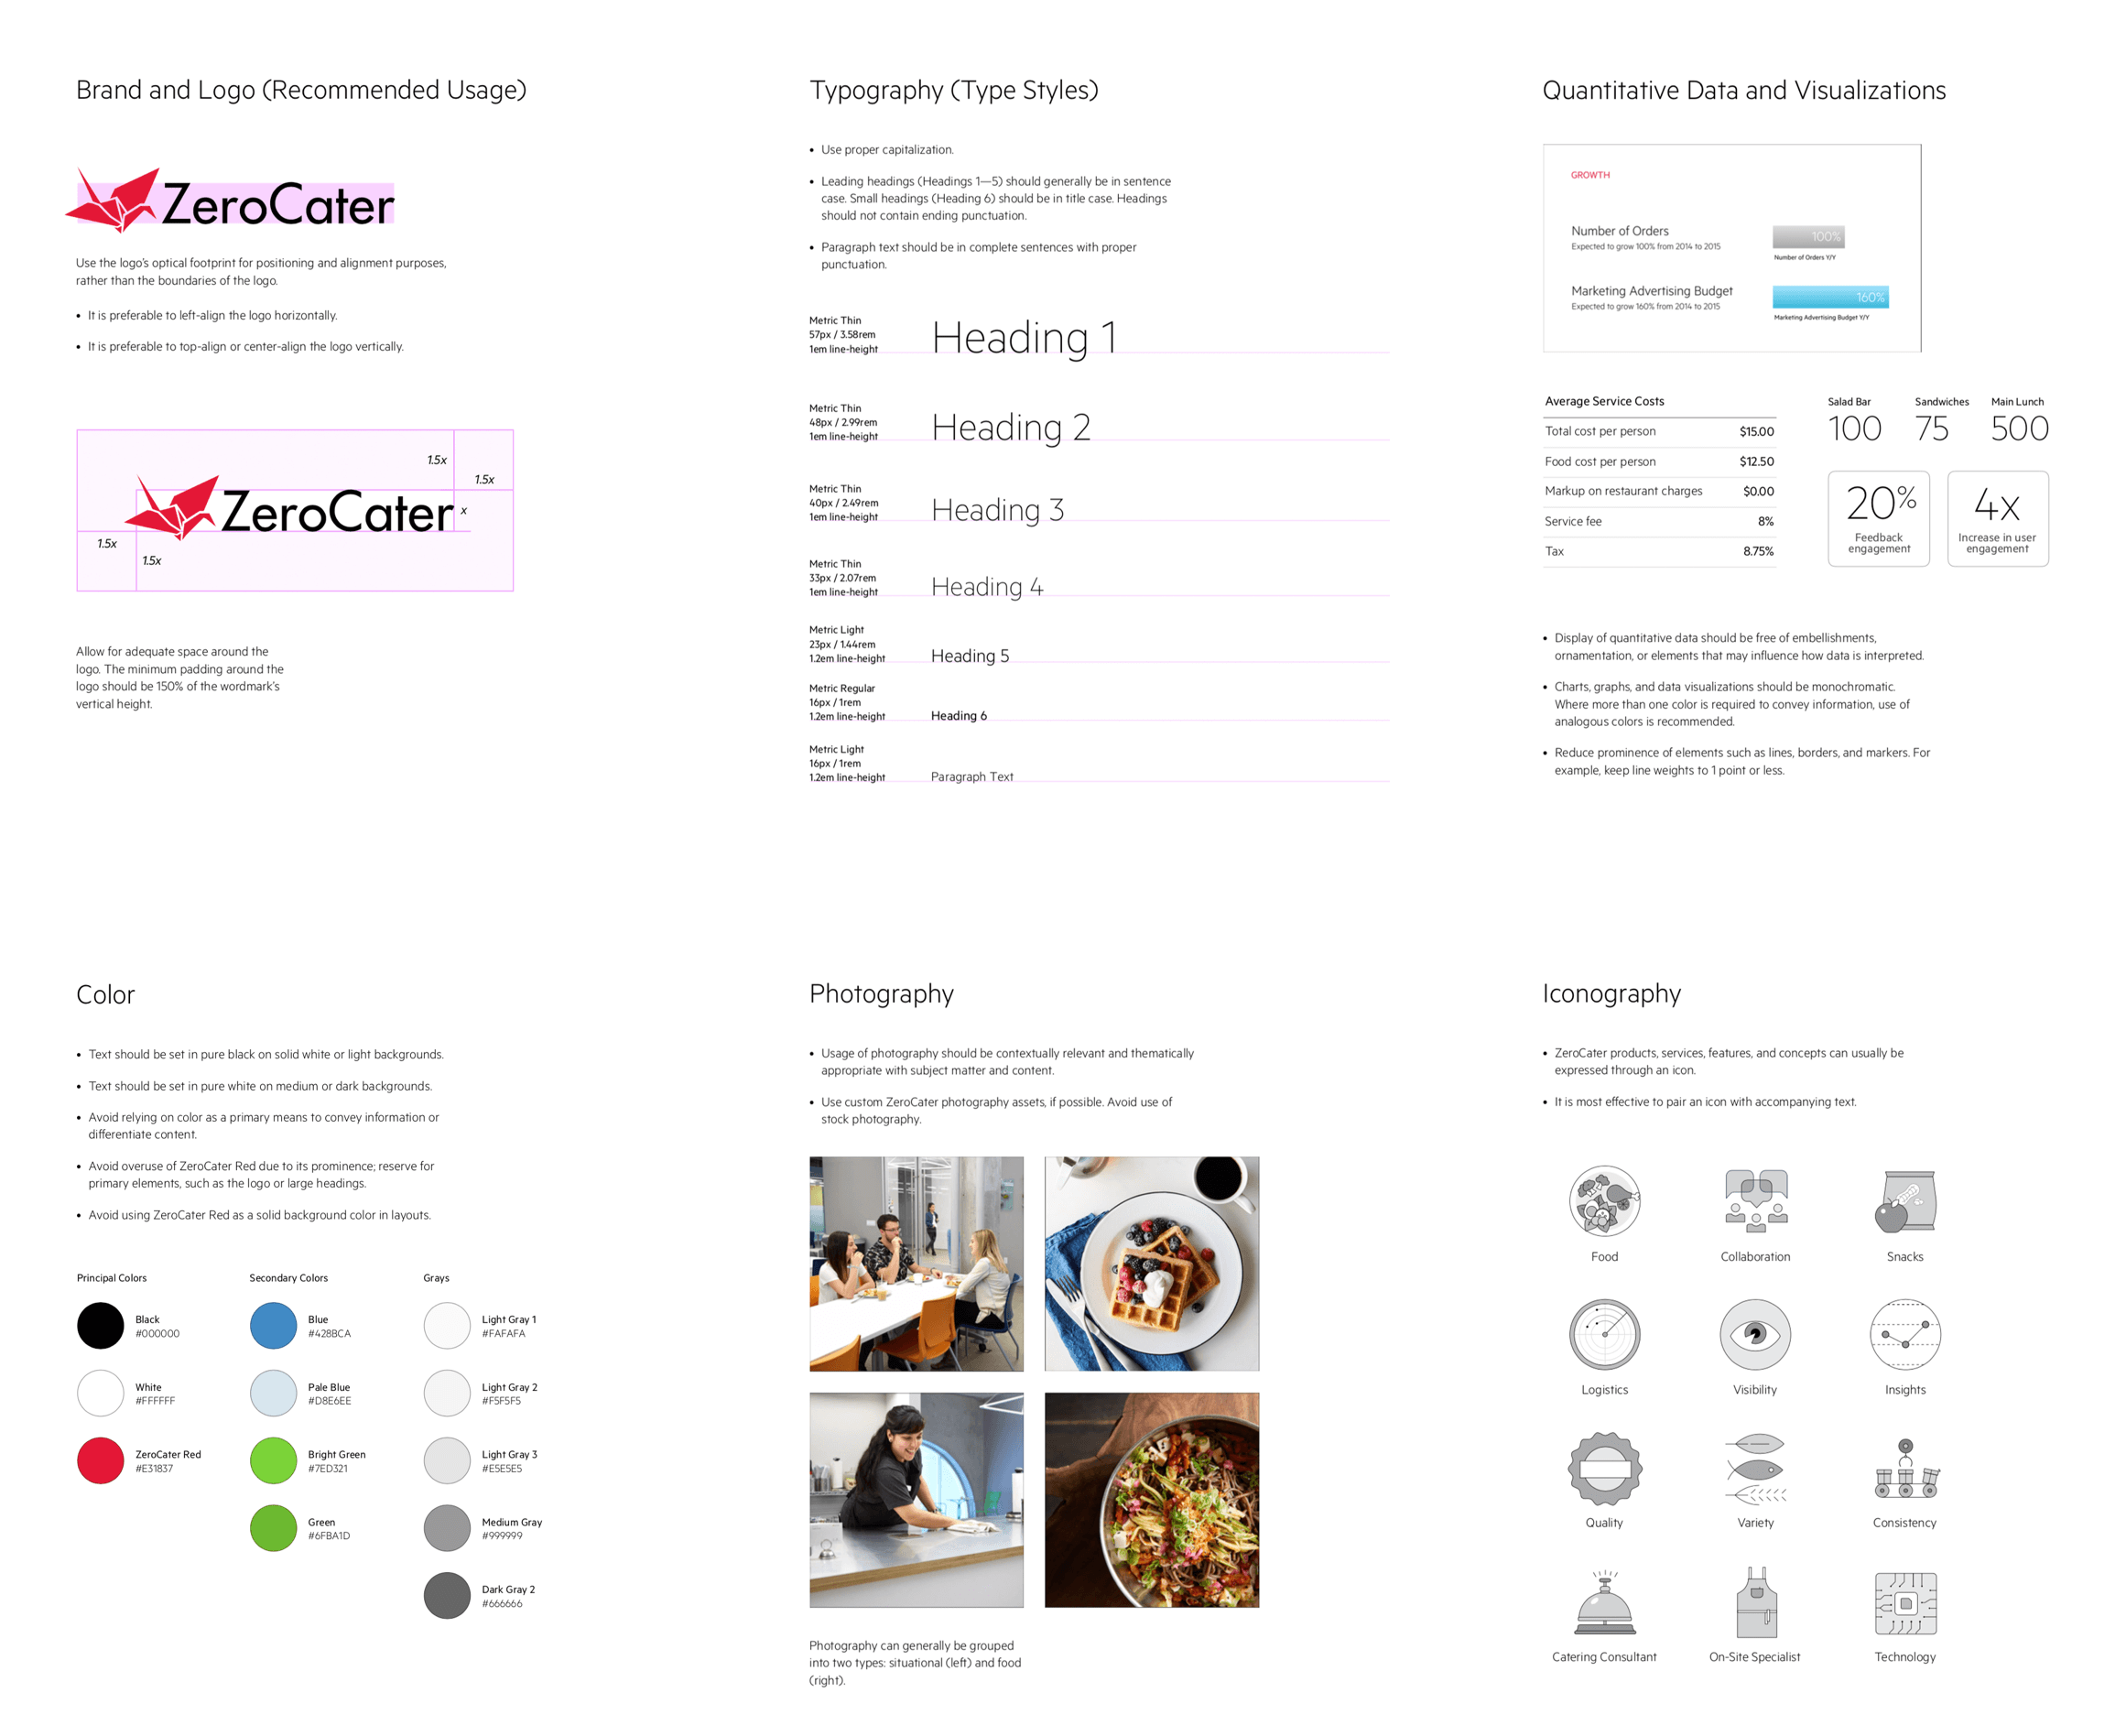 Brand and Logo (Recommended Usage)
ZeroCater
Use the logo's optical footprint for positioning and alignment purposes,
rather than the boundaries of the logo.
• It is preferable to left-align the logo horizontally.
• It is preferable to top-align or center-align the logo vertically.
1.5x
1.5x
ZeroCater
x
1.5x
1.5x
Allow for adequate space around the
logo. The minimum padding around the
logo should be 150% of the wordmark's
vertical height.
Typography (Type Styles)
• Use proper capitalization.
• Leading headings (Headings 1—5) should generally be in sentence
case. Small headings (Heading 6) should be in title case. Headings
should not contain ending punctuation.
• Paragraph text should be in complete sentences with proper
punctuation.
Metric Thin
57px / 3.58rem
1em line-height
Heading 1
Metric Thin
48px / 2.99rem
1em line-height
Heading 2
Metric Thin
40px / 2.49rem
1em line-height
Heading 3
Metric Thin
33px / 2.07rem
1em line-height
Heading 4
Metric Light
23px / 1.44rem
1.2em line-height
Heading 5
Metric Regular
16px / 1rem
1.2em line-height
Heading 6
Metric Light
16px / 1rem
1.2em line-height
Paragraph Text
Quantitative Data and Visualizations
GROWTH
Number of Orders
Expected to grow 100% from 2014 to 2015
100%
Number of Orders Y/Y
Marketing Advertising Budget
Expected to grow 160% from 2014 to 2015
160%
Marketing Advertising Budget Y/Y
Average Service Costs
Total cost per person $15.00
Food cost per person $12.50
Markup on restaurant charges $0.00
Service fee 8%
Tax 8.75%
Salad Bar
100
Sandwiches
75
Main Lunch
500
20%
Feedback
engagement
4x
Increase in user
engagement
• Display of quantitative data should be free of embellishments,
ornamentation, or elements that may influence how data is interpreted.
• Charts, graphs, and data visualizations should be monochromatic.
Where more than one color is required to convey information, use of
analogous colors is recommended.
• Reduce prominence of elements such as lines, borders, and markers. For
example, keep line weights to 1 point or less.
Color
• Text should be set in pure black on solid white or light backgrounds.
• Text should be set in pure white on medium or dark backgrounds.
• Avoid relying on color as a primary means to convey information or
differentiate content.
• Avoid overuse of ZeroCater Red due to its prominence; reserve for
primary elements, such as the logo or large headings.
• Avoid using ZeroCater Red as a solid background color in layouts.
Principal Colors
Black
#000000
White
#FFFFFF
ZeroCater Red
#E31837
Secondary Colors
Blue
#428BCA
Pale Blue
#D8E6EE
Bright Green
#7ED321
Green
#6FBA1D
Grays
Light Gray 1
#FAFAFA
Light Gray 2
#F5F5F5
Light Gray 3
#E5E5E5
Medium Gray
#999999
Dark Gray 2
#666666
Photography
• Usage of photography should be contextually relevant and thematically
appropriate with subject matter and content.
• Use custom ZeroCater photography assets, if possible. Avoid use of
stock photography.
Photography can generally be grouped
into two types: situational (left) and food
(right).
Iconography
• ZeroCater products, services, features, and concepts can usually be
expressed through an icon.
• It is most effective to pair an icon with accompanying text.
Food
Collaboration
Snacks
Logistics
Visibility
Insights
Quality
Variety
Consistency
Catering Consultant
On-Site Specialist
Technology